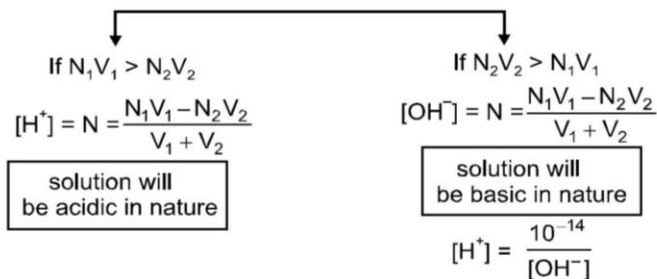 If N₁V₁ > N₂V₂
[H⁺] = N = (N₁V₁ – N₂V₂) / (V₁ + V₂)
solution will
be acidic in nature
If N₂V₂ > N₁V₁
[OH⁻] = N = (N₁V₁ – N₂V₂) / (V₁ + V₂)
solution will
be basic in nature
[H⁺] = 10⁻¹⁴ / [OH⁻]